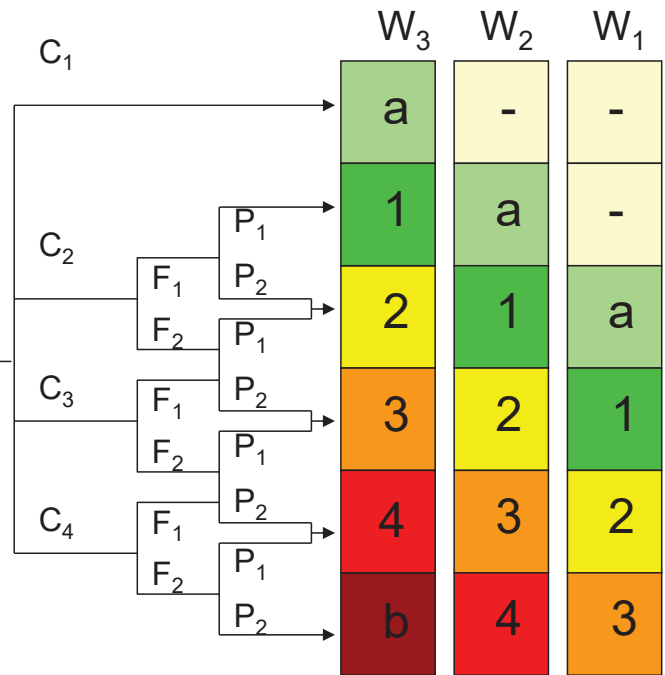 W₃ W₂ W₁
C₁
a - -
P₁ 1 a -
C₂
F₁ P₂
2 1 a
F₂ P₁
C₃
F₁ P₂
3 2 1
F₂ P₁
C₄
F₁ P₂
4 3 2
F₂ P₁
P₂ b 4 3